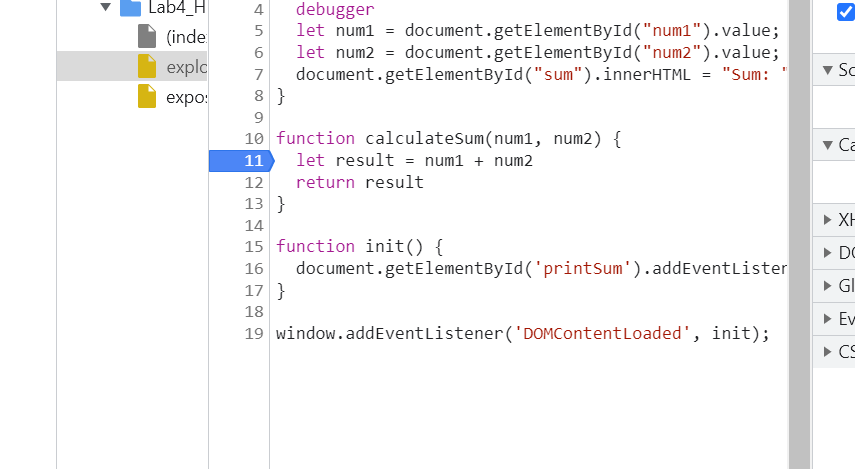 Lab4_H
(inde
explo
expo
4 debugger
5 let num1 = document.getElementById("num1").value;
6 let num2 = document.getElementById("num2").value;
7 document.getElementById("sum").innerHTML = "Sum: "
8 }
9
10 function calculateSum(num1, num2) {
11 let result = num1 + num2
12 return result
13 }
14
15 function init() {
16 document.getElementById('printSum').addEventListen
17 }
18
19 window.addEventListener('DOMContentLoaded', init);
Sc
Ca
XH
DO
Gl
Ev
CS